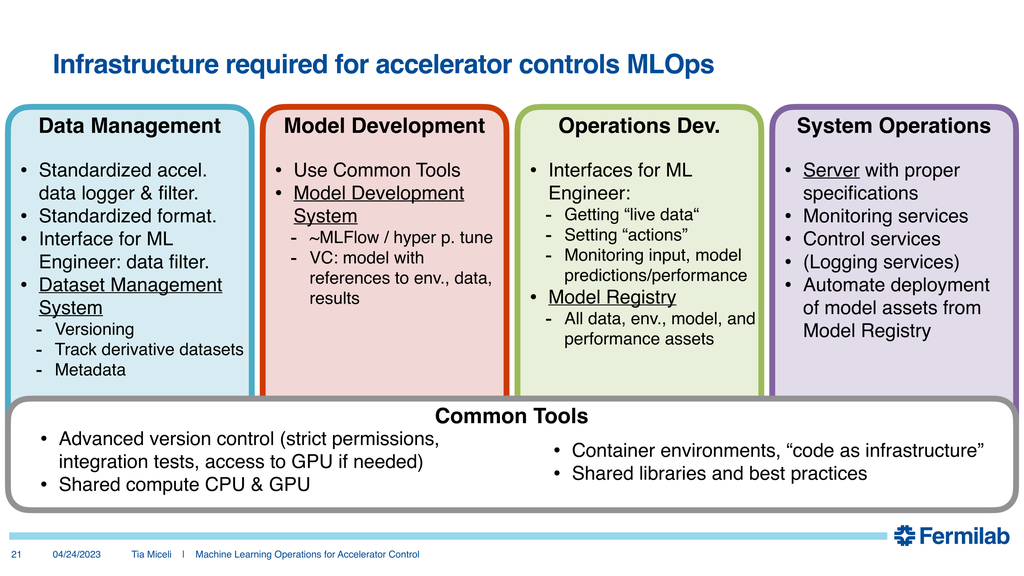 Infrastructure required for accelerator controls MLOps
Data Management
• Standardized accel.
data logger & filter.
• Standardized format.
• Interface for ML
Engineer: data filter.
• Dataset Management
System
- Versioning
- Track derivative datasets
- Metadata
Model Development
• Use Common Tools
• Model Development
System
- ~MLFlow / hyper p. tune
- VC: model with
references to env., data,
results
Operations Dev.
• Interfaces for ML
Engineer:
- Getting “live data“
- Setting “actions”
- Monitoring input, model
predictions/performance
• Model Registry
- All data, env., model, and
performance assets
System Operations
• Server with proper
specifications
• Monitoring services
• Control services
• (Logging services)
• Automate deployment
of model assets from
Model Registry
Common Tools
• Advanced version control (strict permissions,
integration tests, access to GPU if needed)
• Shared compute CPU & GPU
• Container environments, “code as infrastructure”
• Shared libraries and best practices
Fermilab
21 04/24/2023 Tia Miceli | Machine Learning Operations for Accelerator Control